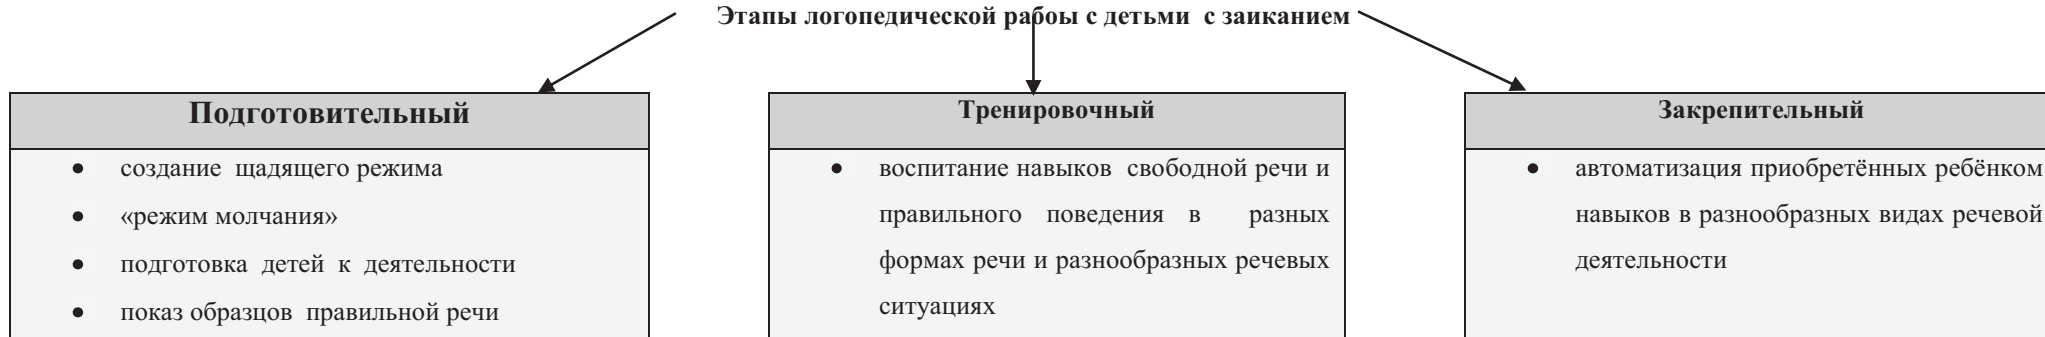 Этапы логопедической рабоы с детьми с заиканием
Подготовительный
• создание щадящего режима
• «режим молчания»
• подготовка детей к деятельности
• показ образцов правильной речи
Тренировочный
• воспитание навыков свободной речи и
правильного поведения в разных
формах речи и разнообразных речевых
ситуациях
Закрепительный
• автоматизация приобретённых ребёнком
навыков в разнообразных видах речевой
деятельности